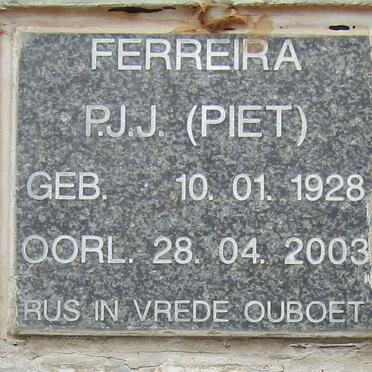 FERREIRA
P.J.J. (PIET)
GEB. 10. 01. 1928
OORL. 28. 04. 2003
RUS IN VREDE OUBOET